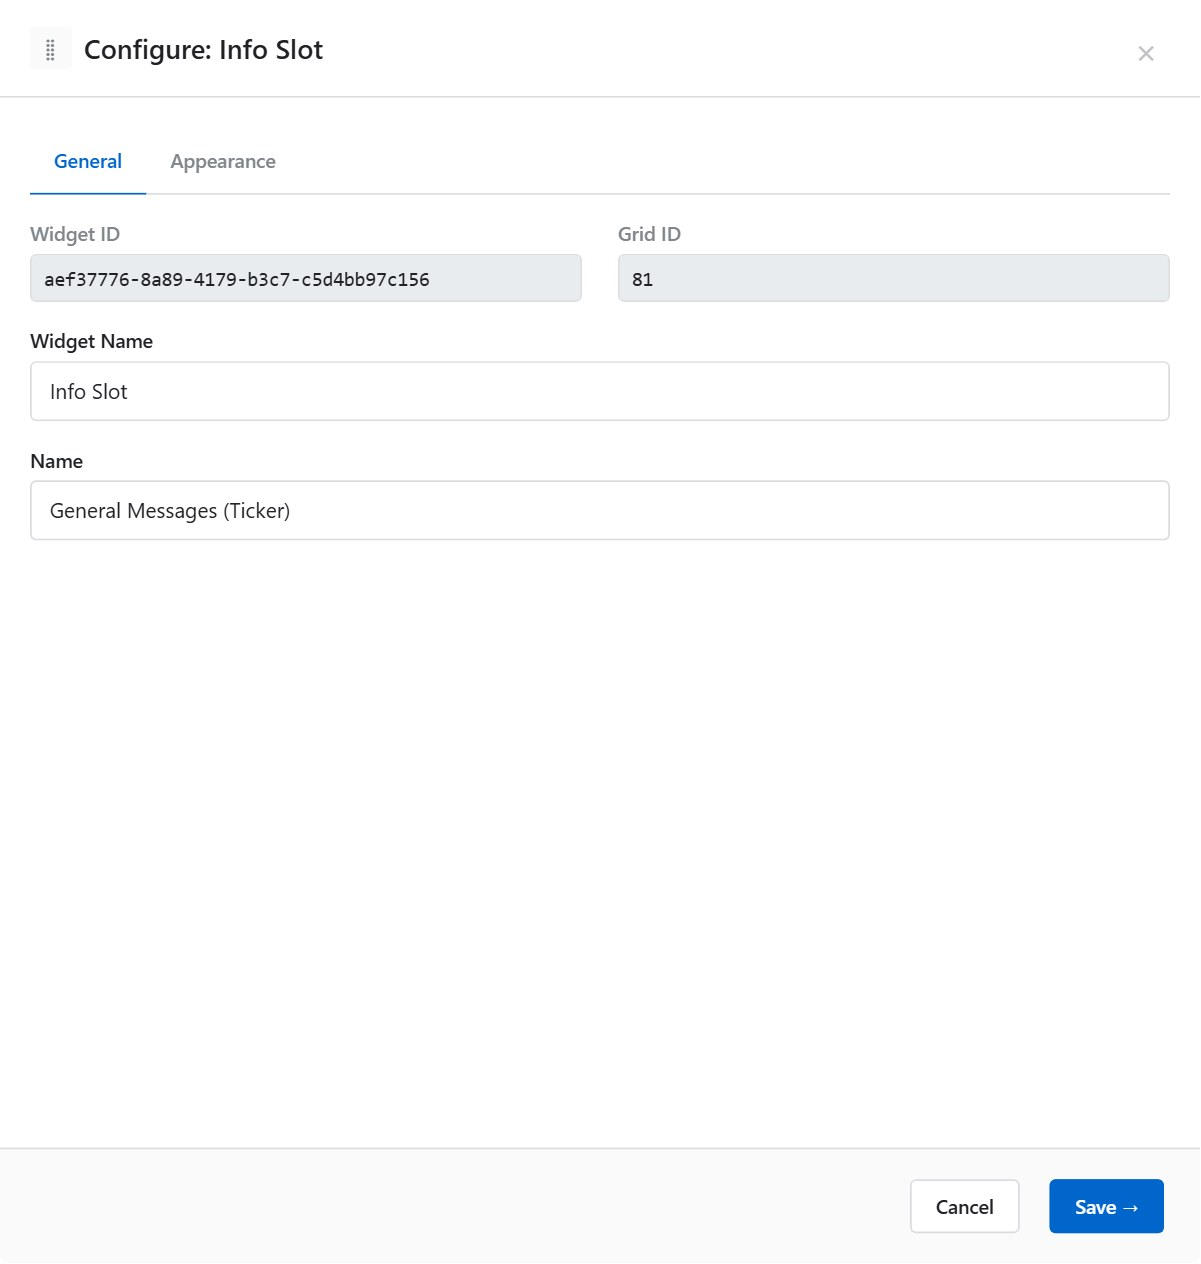 Configure: Info Slot
×
General
Appearance
Widget ID
Grid ID
aef37776-8a89-4179-b3c7-c5d4bb97c156
81
Widget Name
Info Slot
Name
General Messages (Ticker)
Cancel
Save →